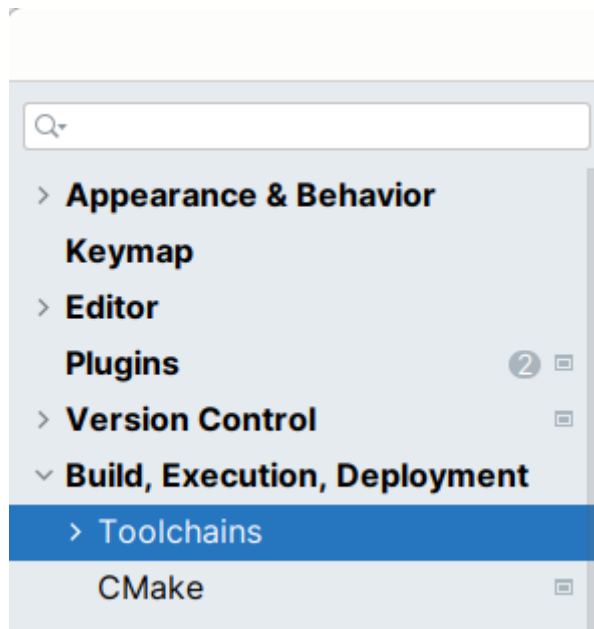 Appearance & Behavior
Keymap
Editor
Plugins 2
Version Control
Build, Execution, Deployment
Toolchains
CMake